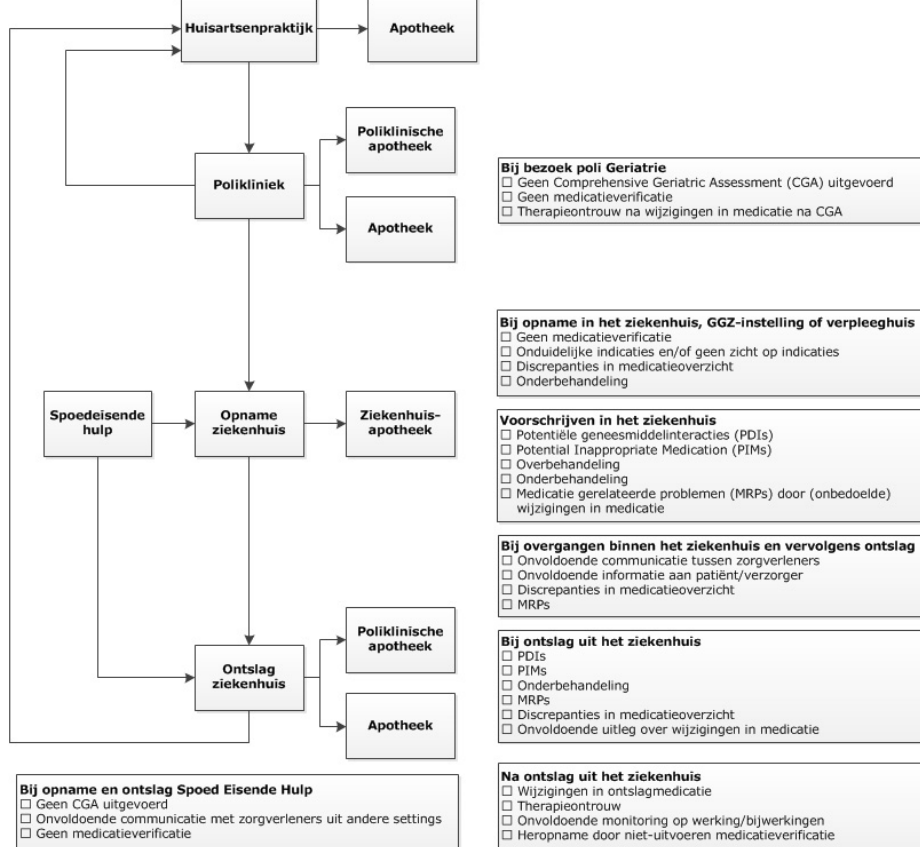 Huisartsenpraktijk
Apotheek
Poliklinische
apotheek
Polikliniek
Apotheek
Spoedeisende
hulp
Opname
ziekenhuis
Ziekenhuis-
apotheek
Poliklinische
apotheek
Ontslag
ziekenhuis
Apotheek
Bij opname en ontslag Spoed Eisende Hulp
☐ Geen CGA uitgevoerd
☐ Onvoldoende communicatie met zorgverleners uit andere settings
☐ Geen medicatieverificatie
Bij bezoek poli Geriatrie
☐ Geen Comprehensive Geriatric Assessment (CGA) uitgevoerd
☐ Geen medicatieverificatie
☐ Therapieontrouw na wijzigingen in medicatie na CGA
Bij opname in het ziekenhuis, GGZ-instelling of verpleeghuis
☐ Geen medicatieverificatie
☐ Onduidelijke indicaties en/of geen zicht op indicaties
☐ Discrepanties in medicatieoverzicht
☐ Onderbehandeling
Voorschrijven in het ziekenhuis
☐ Potentiële geneesmiddelinteracties (PDIs)
☐ Potential Inappropriate Medication (PIMs)
☐ Overbehandeling
☐ Onderbehandeling
☐ Medicatie gerelateerde problemen (MRPs) door (onbedoelde)
wijzigingen in medicatie
Bij overgangen binnen het ziekenhuis en vervolgens ontslag
☐ Onvoldoende communicatie tussen zorgverleners
☐ Onvoldoende informatie aan patiënt/verzorger
☐ Discrepanties in medicatieoverzicht
☐ MRPs
Bij ontslag uit het ziekenhuis
☐ PDIs
☐ PIMs
☐ Onderbehandeling
☐ MRPs
☐ Discrepanties in medicatieoverzicht
☐ Onvoldoende uitleg over wijzigingen in medicatie
Na ontslag uit het ziekenhuis
☐ Wijzigingen in ontslagmedicatie
☐ Therapieontrouw
☐ Onvoldoende monitoring op werking/bijwerkingen
☐ Heropname door niet-uitvoeren medicatieverificatie